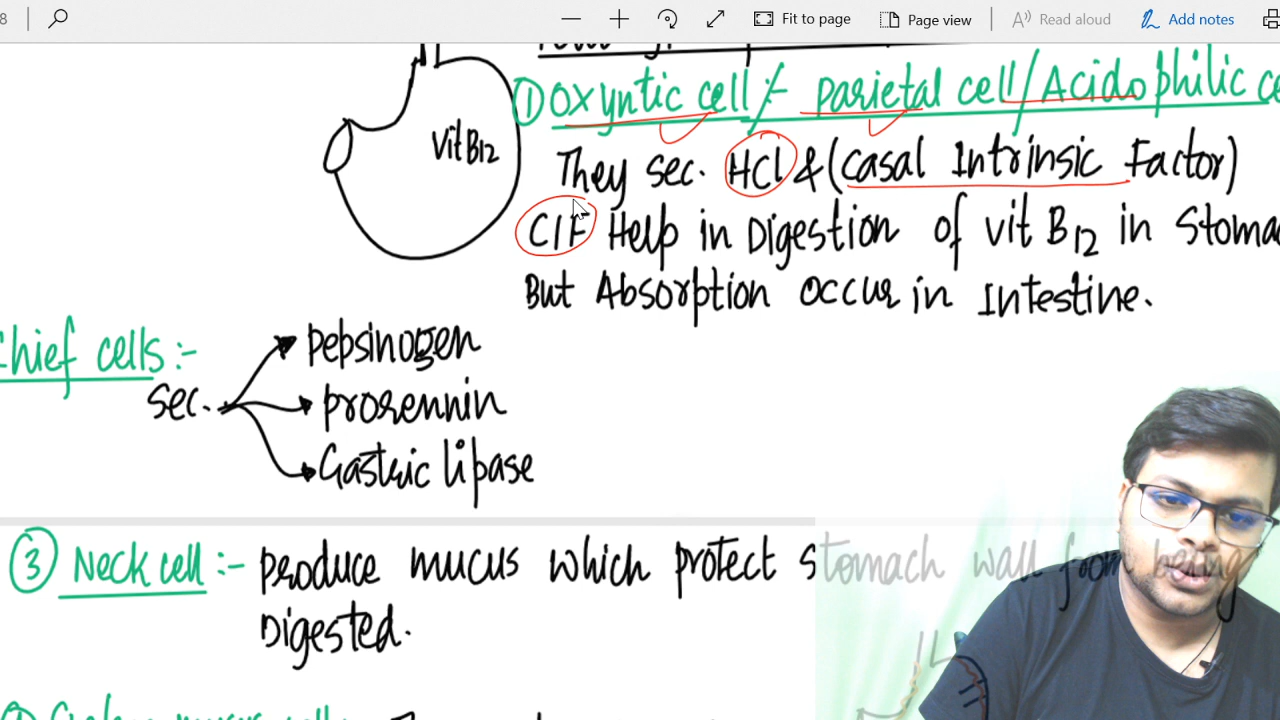 8 Fit to page Page view Read aloud Add notes
① Oxyntic cell :- parietal cell / Acidophilic ce
Vit B12
They sec. HCl & (Casal Intrinsic Factor)
CIF Help in Digestion of vit B12 in Stoma
But Absorption occur in Intestine.
Chief cells :-
sec.
Pepsinogen
prorennin
Gastric lipase
③ Neck cell :- produce mucus which protect stomach wall from being
Digested.